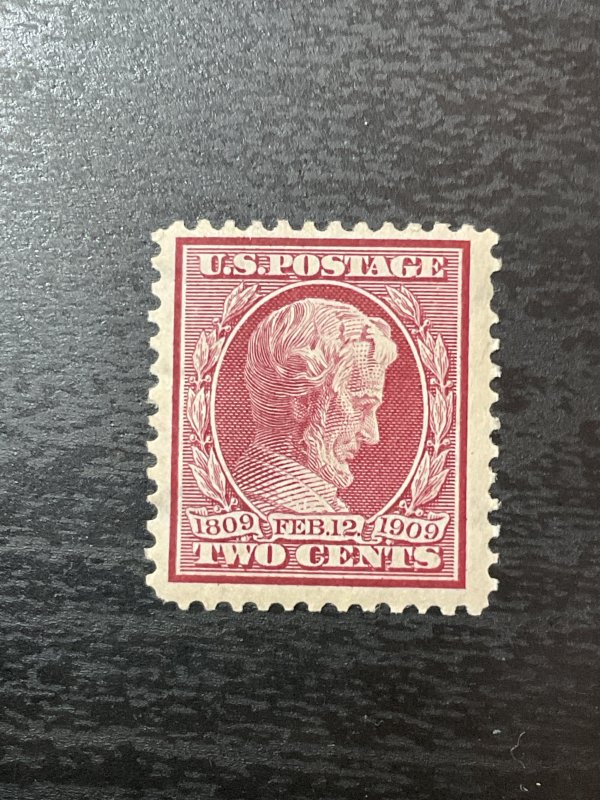 U.S.POSTAGE
1809 FEB.12. 1909
TWO CENTS